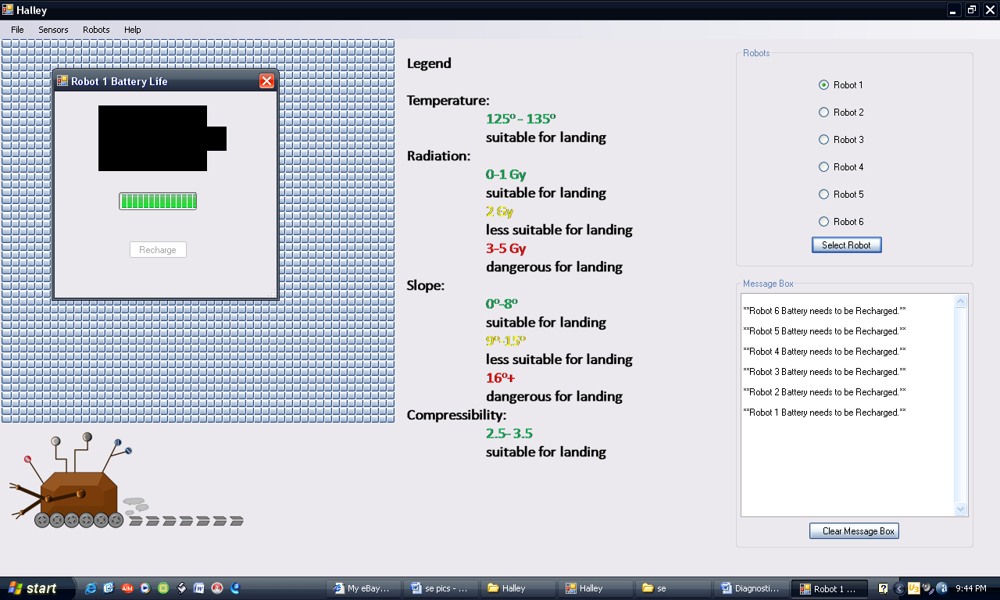 Halley
File Sensors Robots Help
Robot 1 Battery Life
Recharge
Legend
Temperature:
125º - 135º
suitable for landing
Radiation:
0-1 Gy
suitable for landing
2 Gy
less suitable for landing
3-5 Gy
dangerous for landing
Slope:
0º-8º
suitable for landing
9º-15º
less suitable for landing
16º+
dangerous for landing
Compressibility:
2.5-3.5
suitable for landing
Robots
Robot 1
Robot 2
Robot 3
Robot 4
Robot 5
Robot 6
Select Robot
Message Box
**Robot 6 Battery needs to be Recharged.**
**Robot 5 Battery needs to be Recharged.**
**Robot 4 Battery needs to be Recharged.**
**Robot 3 Battery needs to be Recharged.**
**Robot 2 Battery needs to be Recharged.**
**Robot 1 Battery needs to be Recharged.**
Clear Message Box
start AIM My eBay... se pics - ... Halley Halley se Diagnosti... Robot 1 ... 9:44 PM